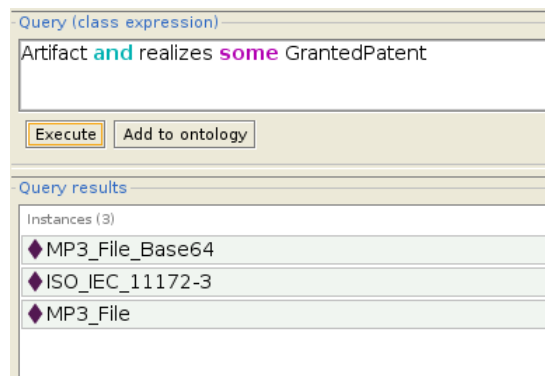 Query (class expression)
Artifact and realizes some GrantedPatent
Execute Add to ontology
Query results
Instances (3)
MP3_File_Base64
ISO_IEC_11172-3
MP3_File